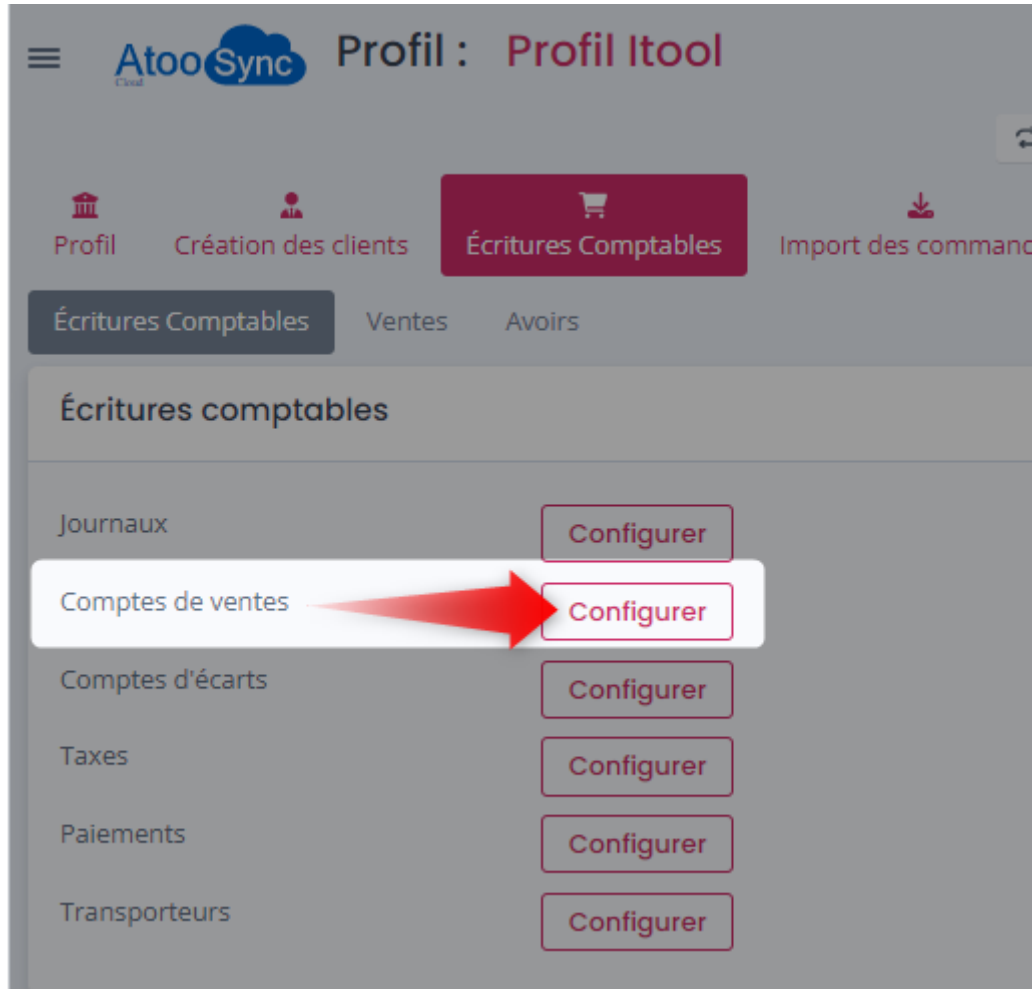 AtooSync
Cloud
Profil : Profil Itool
Profil
Création des clients
Écritures Comptables
Import des commanc
Écritures Comptables
Ventes
Avoirs
Écritures comptables
Journaux
Configurer
Comptes de ventes
Configurer
Comptes d'écarts
Configurer
Taxes
Configurer
Paiements
Configurer
Transporteurs
Configurer